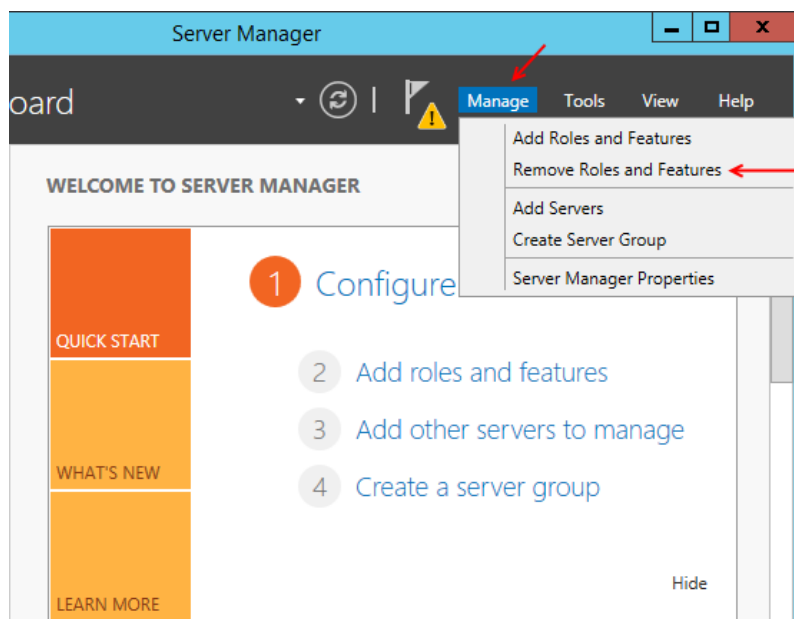 Server Manager
oard
Manage Tools View Help
Add Roles and Features
Remove Roles and Features
Add Servers
Create Server Group
Server Manager Properties
WELCOME TO SERVER MANAGER
QUICK START
WHAT'S NEW
LEARN MORE
1 Configure
2 Add roles and features
3 Add other servers to manage
4 Create a server group
Hide